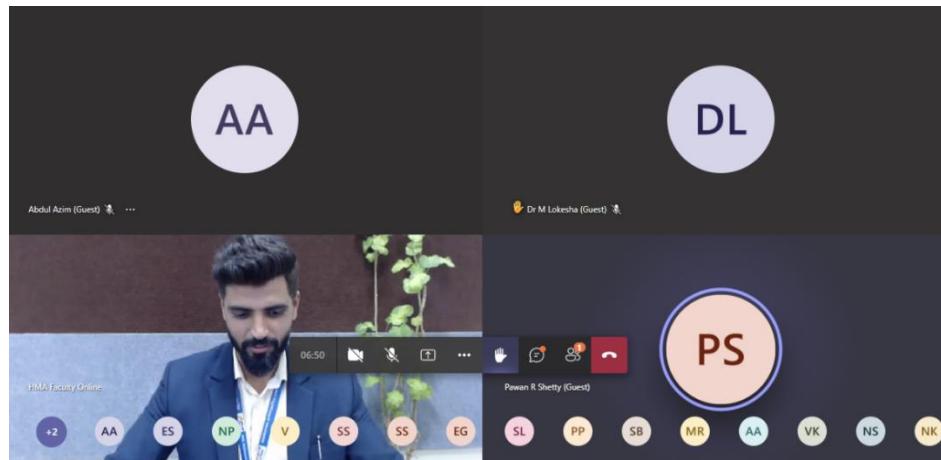 AA
DL
Abdul Azim (Guest)
Dr M Lokesha (Guest)
PS
06:50
1
HMA Faculty Online
Pawan R Shetty (Guest)
+2 AA ES NP V SS SS EG
SL PP SB MR AA VK NS NK